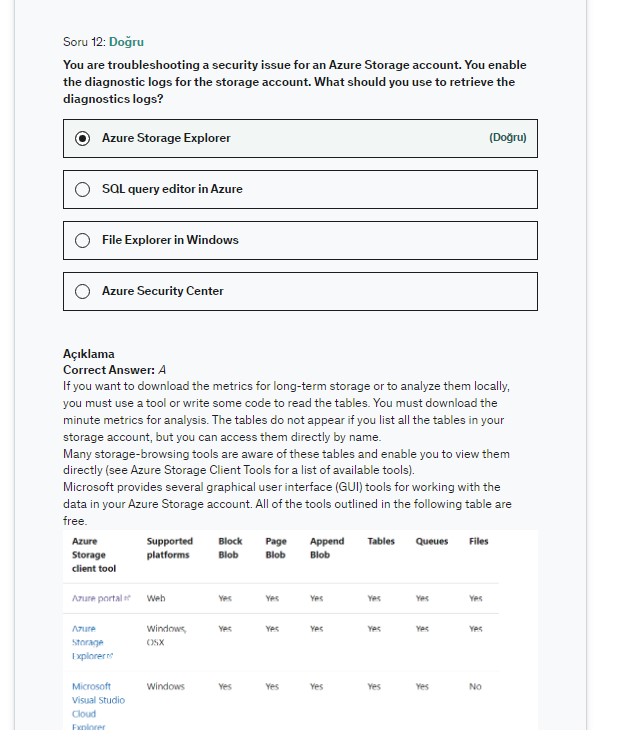 Soru 12: Doğru
You are troubleshooting a security issue for an Azure Storage account. You enable
the diagnostic logs for the storage account. What should you use to retrieve the
diagnostics logs?
Azure Storage Explorer (Doğru)
SQL query editor in Azure
File Explorer in Windows
Azure Security Center
Açıklama
Correct Answer: A
If you want to download the metrics for long-term storage or to analyze them locally,
you must use a tool or write some code to read the tables. You must download the
minute metrics for analysis. The tables do not appear if you list all the tables in your
storage account, but you can access them directly by name.
Many storage-browsing tools are aware of these tables and enable you to view them
directly (see Azure Storage Client Tools for a list of available tools).
Microsoft provides several graphical user interface (GUI) tools for working with the
data in your Azure Storage account. All of the tools outlined in the following table are
free.
Azure Supported Block Page Append Tables Queues Files
Storage platforms Blob Blob Blob
client tool
Azure portal Web Yes Yes Yes Yes Yes Yes
Azure Windows, Yes Yes Yes Yes Yes Yes
Storage OSX
Explorer
Microsoft Windows Yes Yes Yes Yes Yes No
Visual Studio
Cloud
Explorer